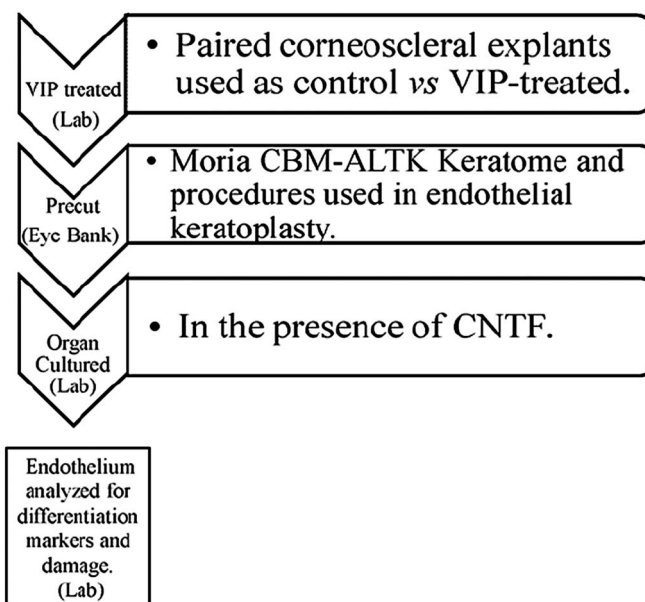 VIP treated
(Lab)
• Paired corneoscleral explants
used as control vs VIP-treated.
Precut
(Eye Bank)
• Moria CBM-ALTK Keratome and
procedures used in endothelial
keratoplasty.
Organ
Cultured
(Lab)
• In the presence of CNTF.
Endothelium
analyzed for
differentiation
markers and
damage.
(Lab)